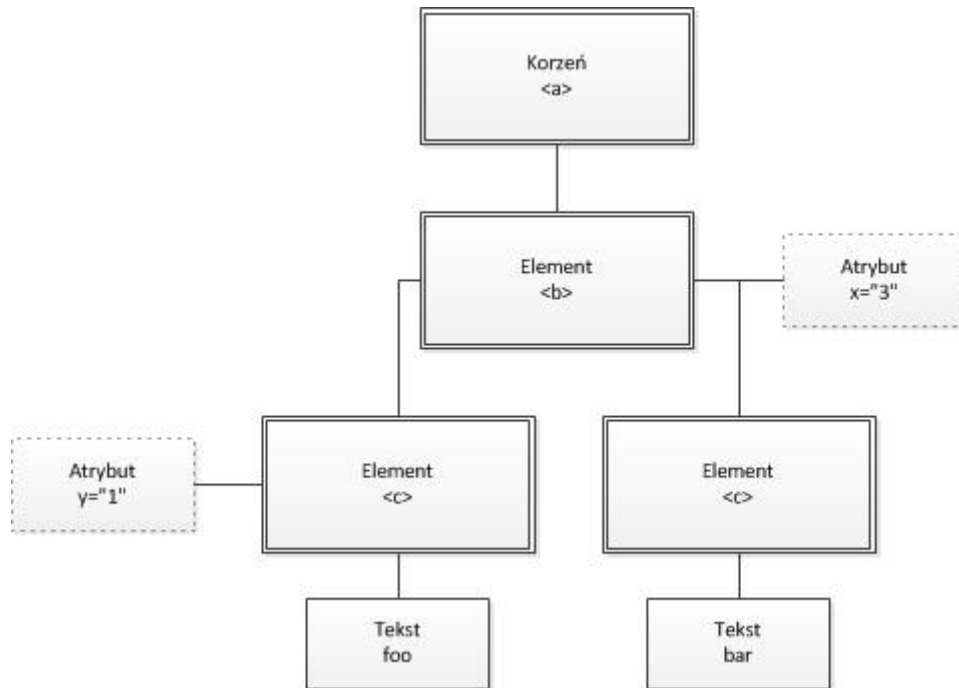 Korzeń
<a>
Element
<b>
Atrybut
x="3"
Atrybut
y="1"
Element
<c>
Element
<c>
Tekst
foo
Tekst
bar